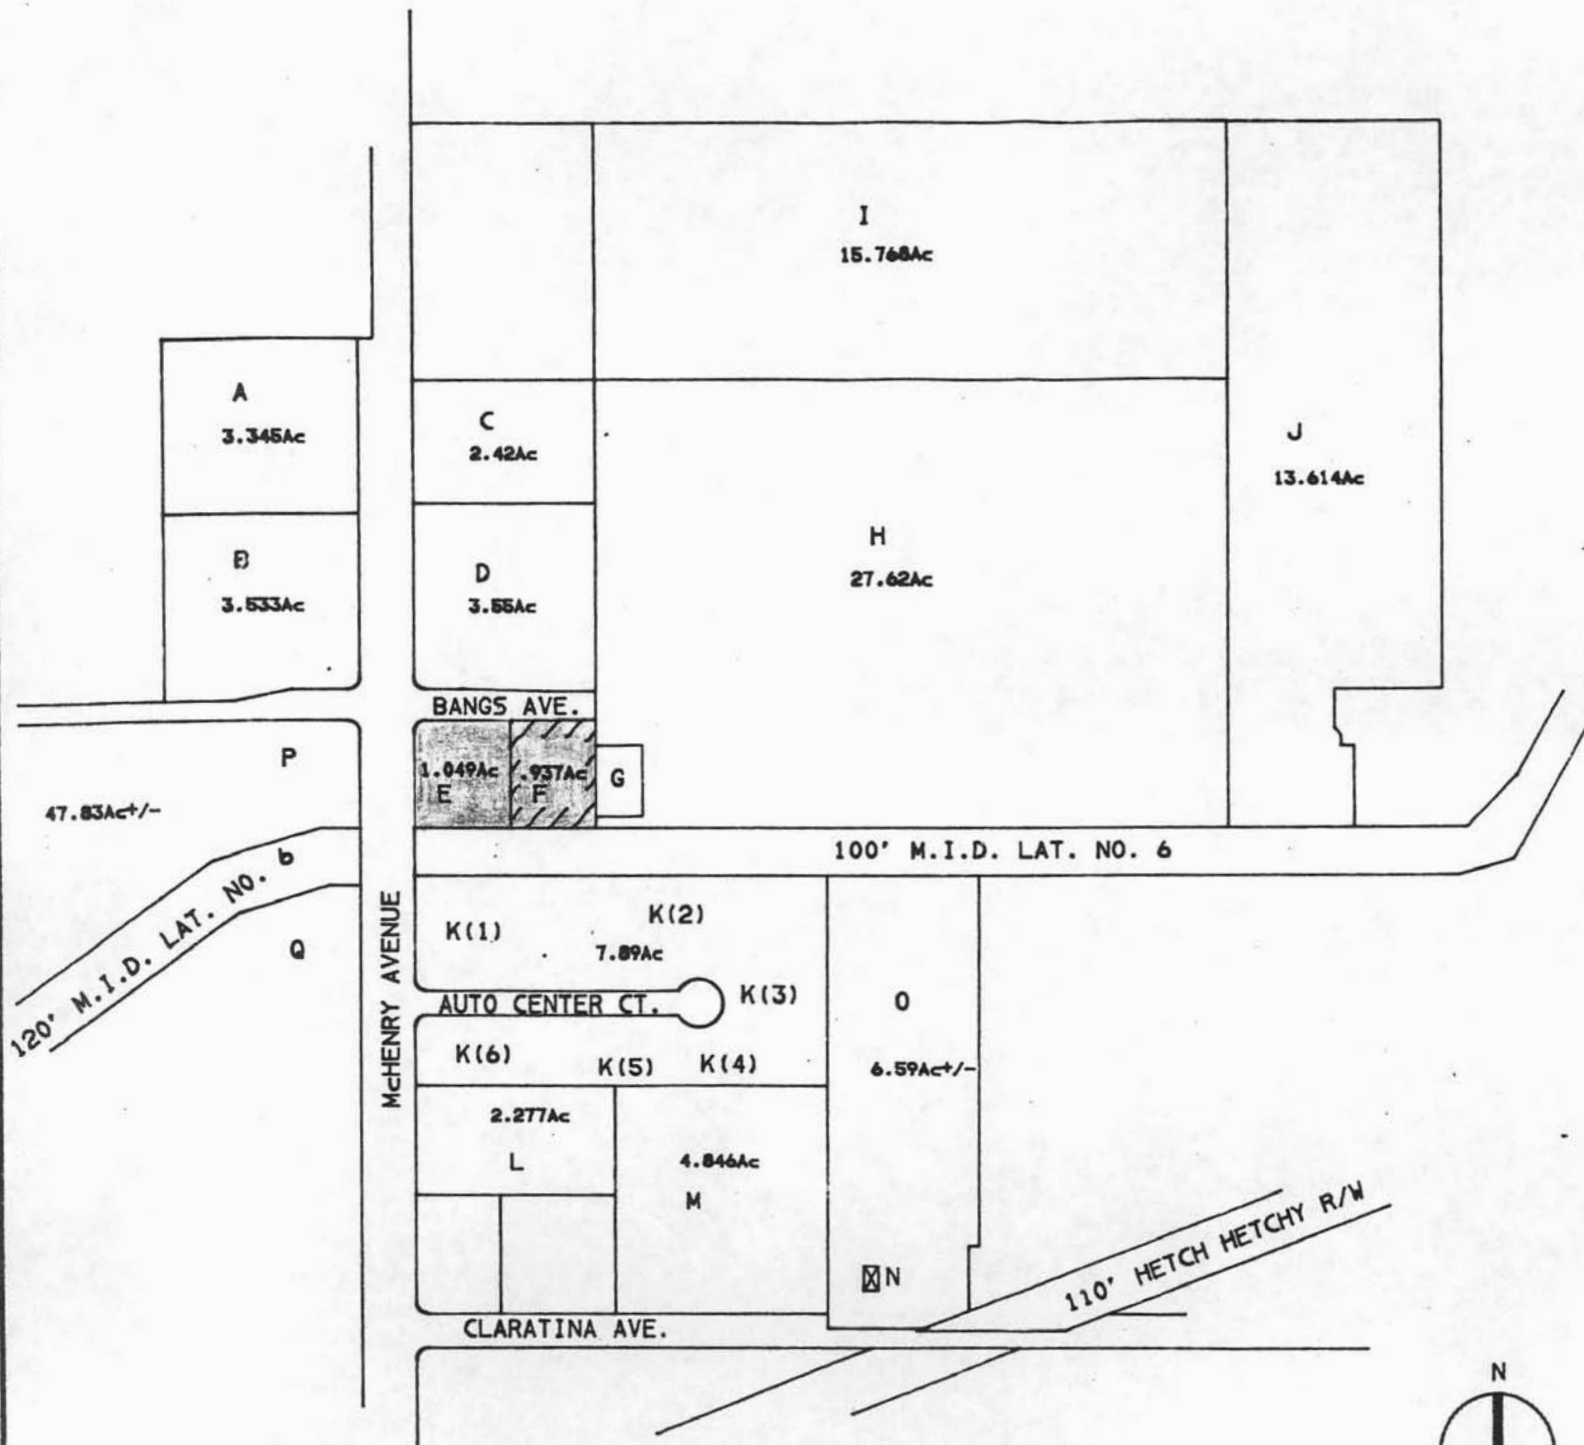 I
15.768Ac
A
3.345Ac
C
2.42Ac
J
13.614Ac
H
27.62Ac
B
3.533Ac
D
3.55Ac
BANGS AVE.
P
47.83Ac+/-
1.049Ac
E
.937Ac
F
G
100' M.I.D. LAT. NO. 6
120' M.I.D. LAT. NO. 6
Q
McHENRY AVENUE
K(1)
K(2)
7.89Ac
AUTO CENTER CT.
K(3)
K(6)
K(5)
K(4)
O
6.59Ac+/-
2.277Ac
L
4.846Ac
M
N
110' HETCH HETCHY R/W
CLARATINA AVE.
N